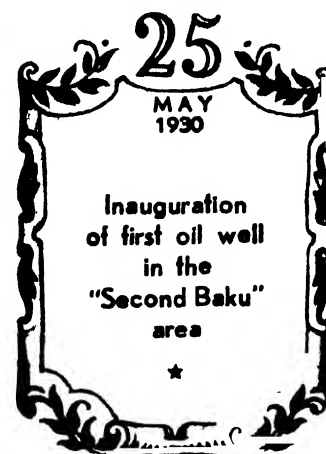 25
MAY
1930
Inauguration
of first oil well
in the
"Second Baku"
area